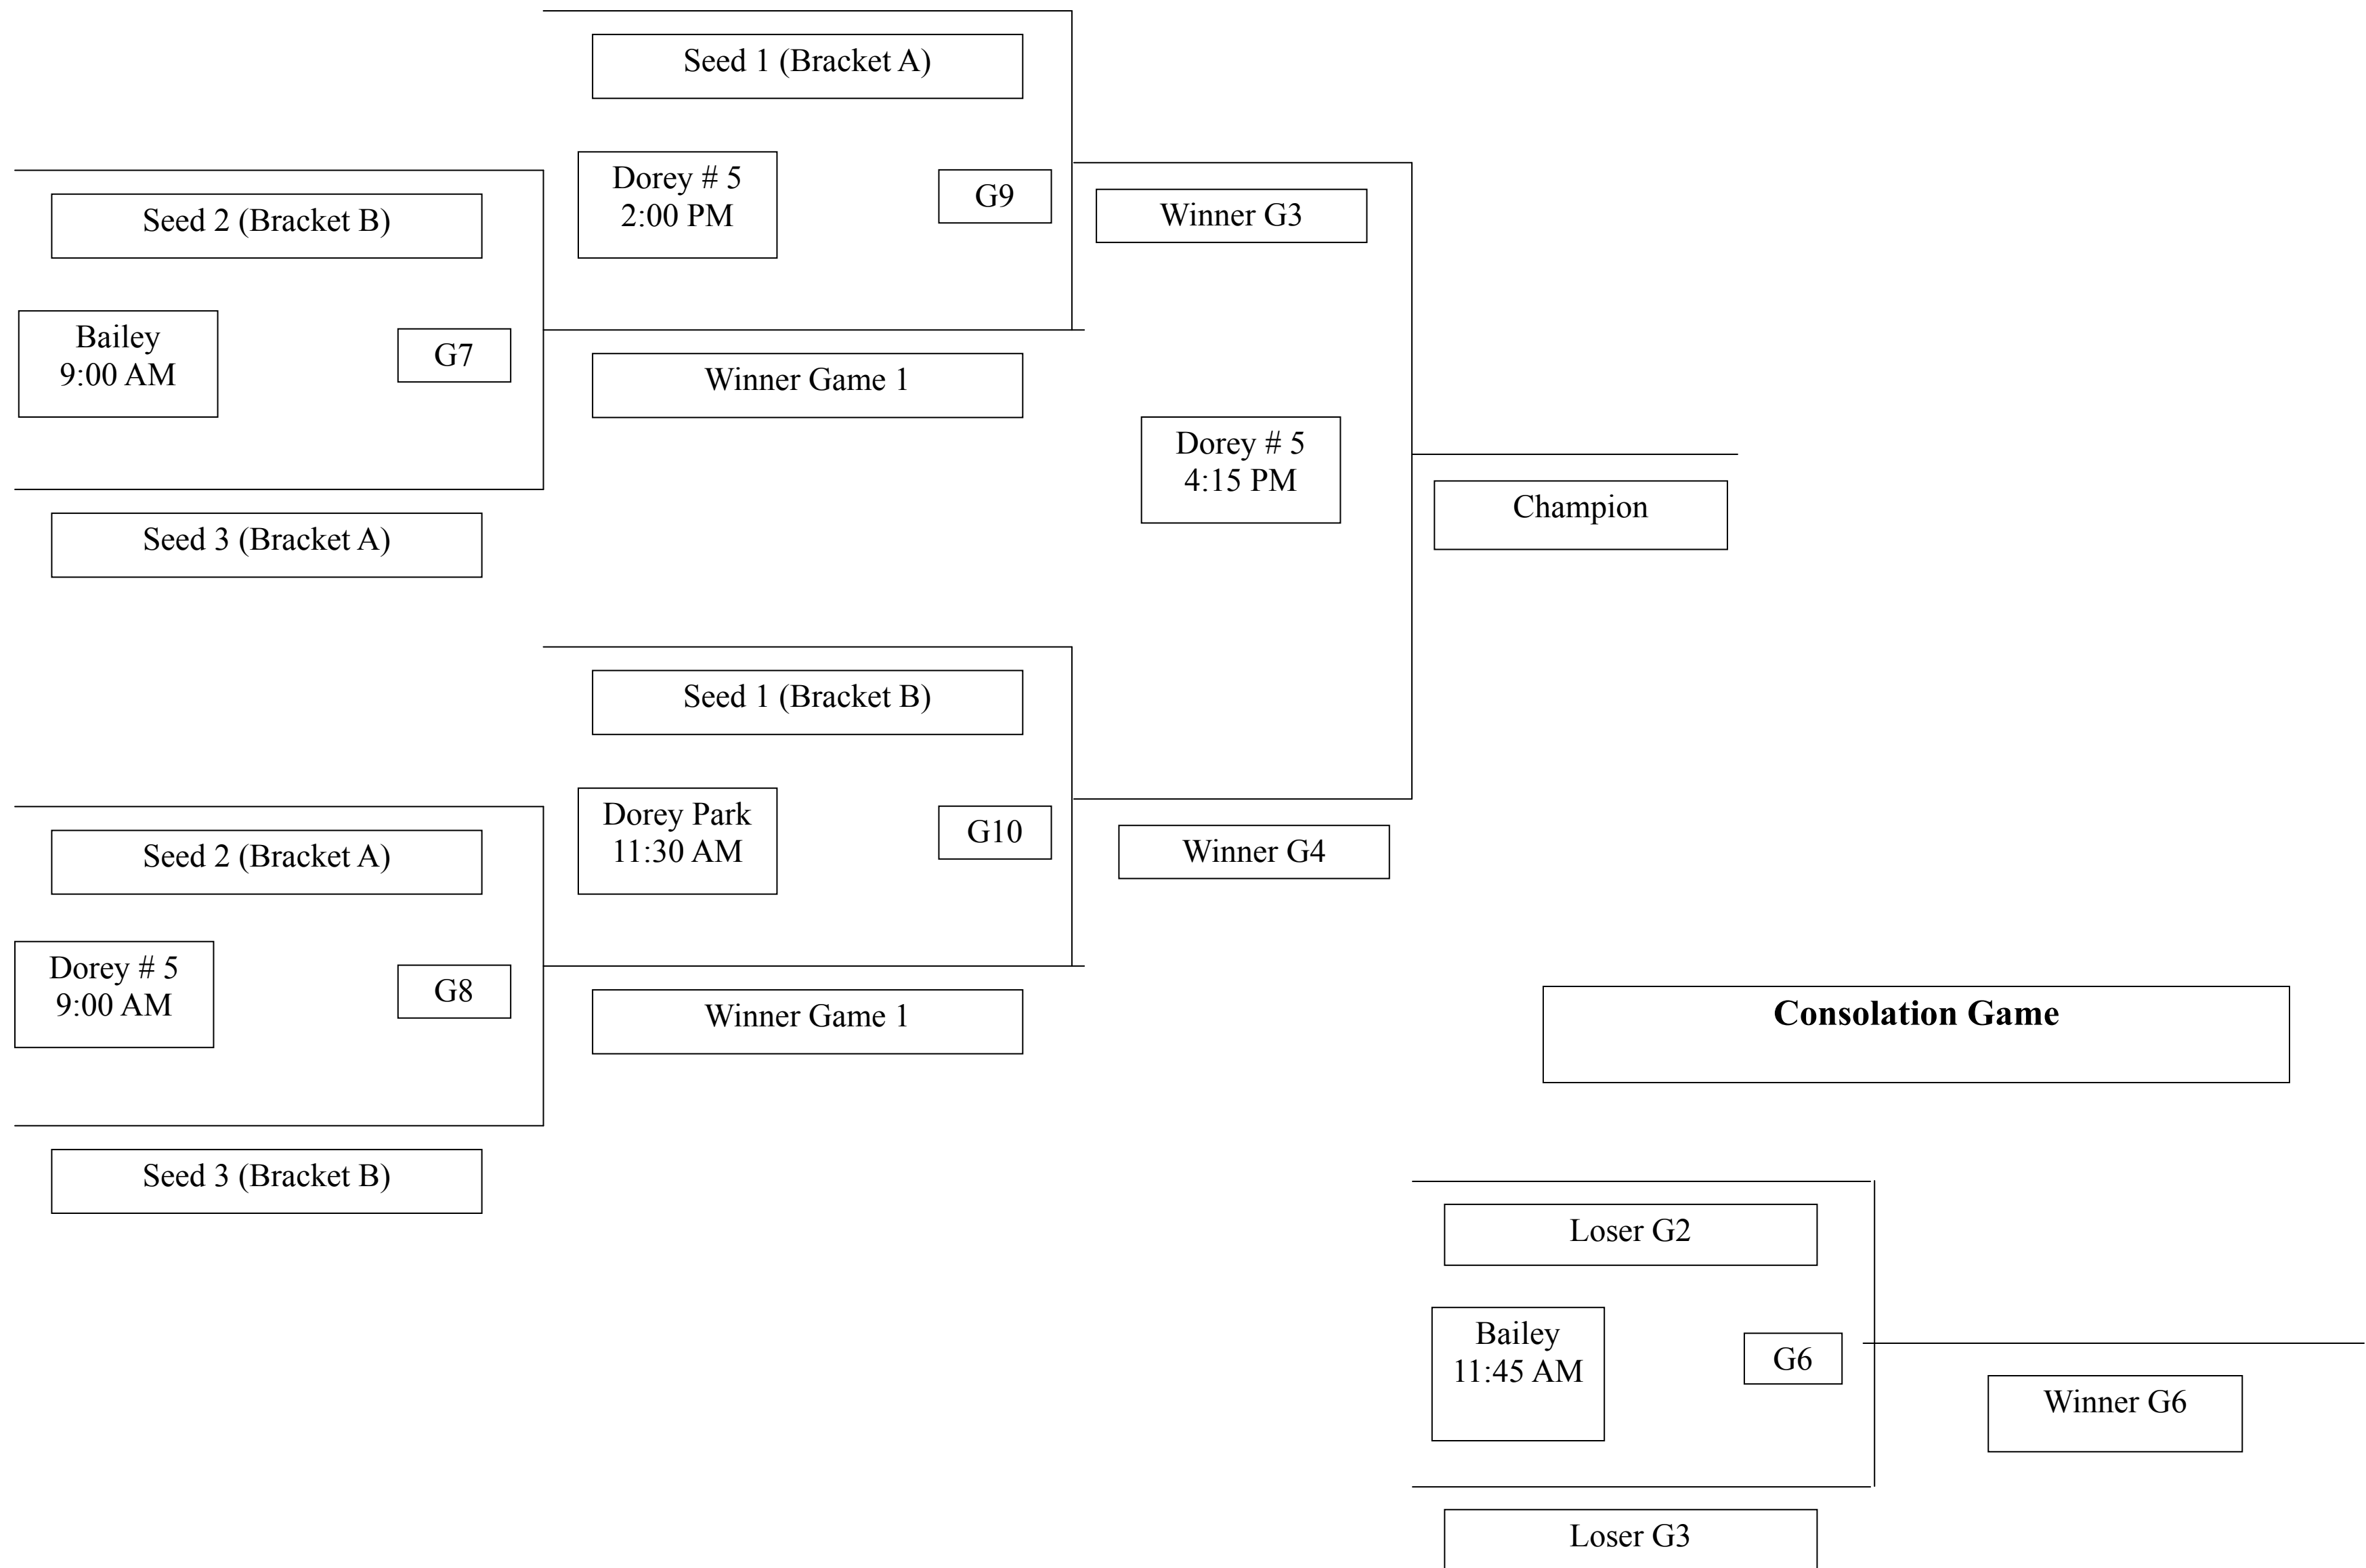 Seed 1 (Bracket A)
Dorey # 5
2:00 PM
G9
Seed 2 (Bracket B)
Winner G3
Bailey
9:00 AM
G7
Winner Game 1
Dorey # 5
4:15 PM
Champion
Seed 3 (Bracket A)
Seed 1 (Bracket B)
Dorey Park
11:30 AM
G10
Seed 2 (Bracket A)
Winner G4
Dorey # 5
9:00 AM
G8
Winner Game 1
Consolation Game
Seed 3 (Bracket B)
Loser G2
Bailey
11:45 AM
G6
Winner G6
Loser G3